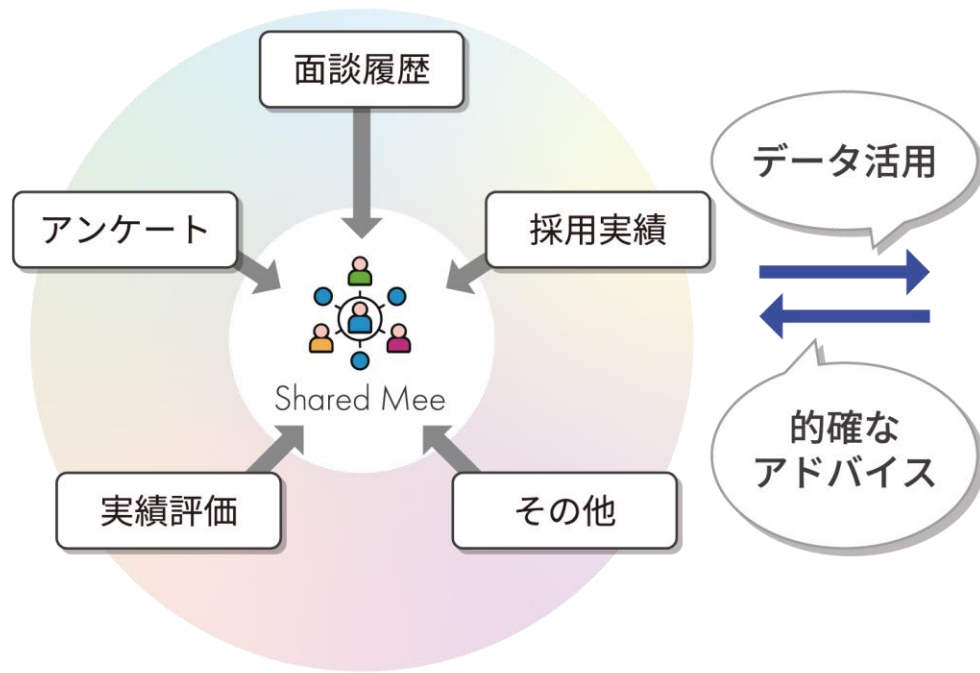 面談履歴
アンケート
採用実績
Shared Mee
実績評価
その他
データ活用
的確な
アドバイス